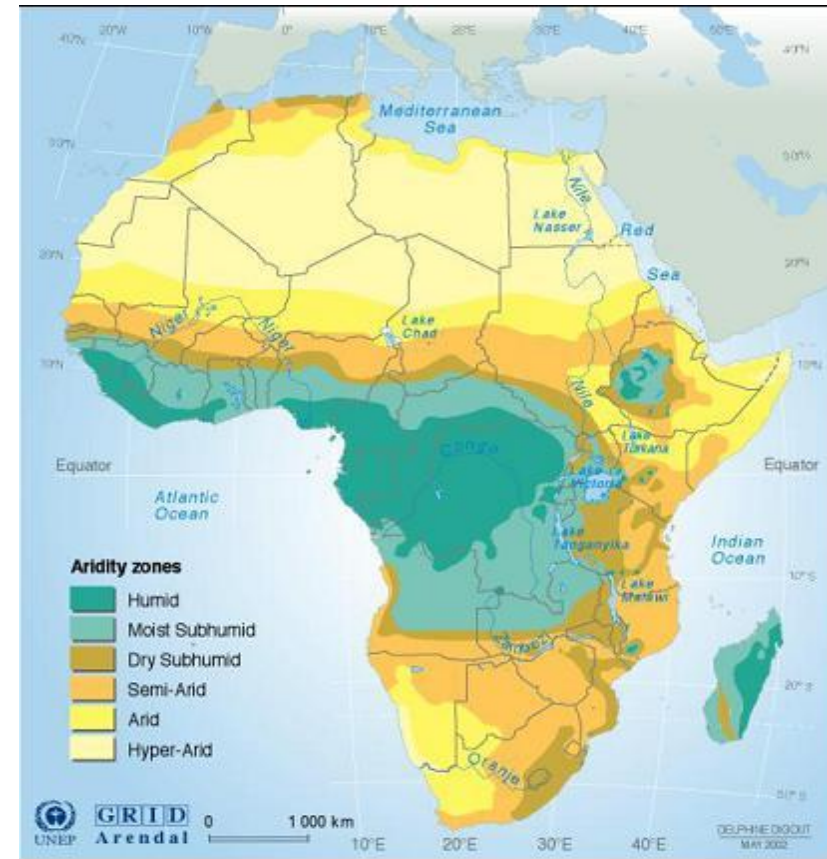 40°N
20°W
10°W
0°
10°E
20°E
30°E
40°E
50°E
40°N
Mediterranean
Sea
30°N
30°N
Nile
Lake
Nasser
Red
Sea
20°N
20°N
Niger
Niger
Lake
Chad
10°N
10°N
Nile
Lake
Turkana
Congo
Equator
Equator
Lake
Victoria
Atlantic
Ocean
Lake
Tanganyika
Indian
Ocean
10°S
Lake
Malawi
Zambezi
20° S
Oranje
30° S
Aridity zones
Humid
Moist Subhumid
Dry Subhumid
Semi-Arid
Arid
Hyper-Arid
UNEP
GRID
Arendal
0 1 000 km
10°E
20°E
30°E
40°E
DELPHINE DIGOUT
MAY 2002